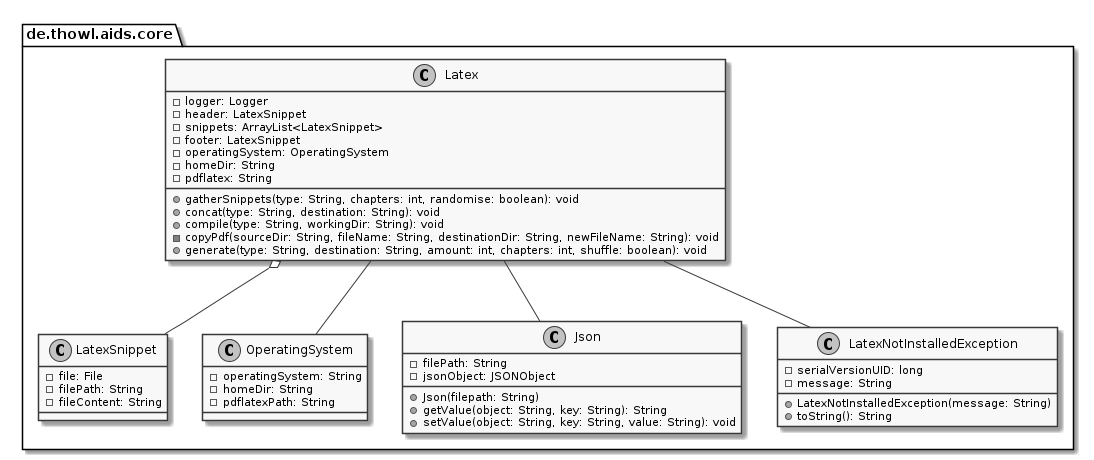 de.thowl.aids.core
C Latex
logger: Logger
header: LatexSnippet
snippets: ArrayList<LatexSnippet>
footer: LatexSnippet
operatingSystem: OperatingSystem
homeDir: String
pdflatex: String
gatherSnippets(type: String, chapters: int, randomise: boolean): void
concat(type: String, destination: String): void
compile(type: String, workingDir: String): void
copyPdf(sourceDir: String, fileName: String, destinationDir: String, newFileName: String): void
generate(type: String, destination: String, amount: int, chapters: int, shuffle: boolean): void
C LatexSnippet
file: File
filePath: String
fileContent: String
C OperatingSystem
operatingSystem: String
homeDir: String
pdflatexPath: String
C Json
filePath: String
jsonObject: JSONObject
Json(filepath: String)
getValue(object: String, key: String): String
setValue(object: String, key: String, value: String): void
C LatexNotInstalledException
serialVersionUID: long
message: String
LatexNotInstalledException(message: String)
toString(): String